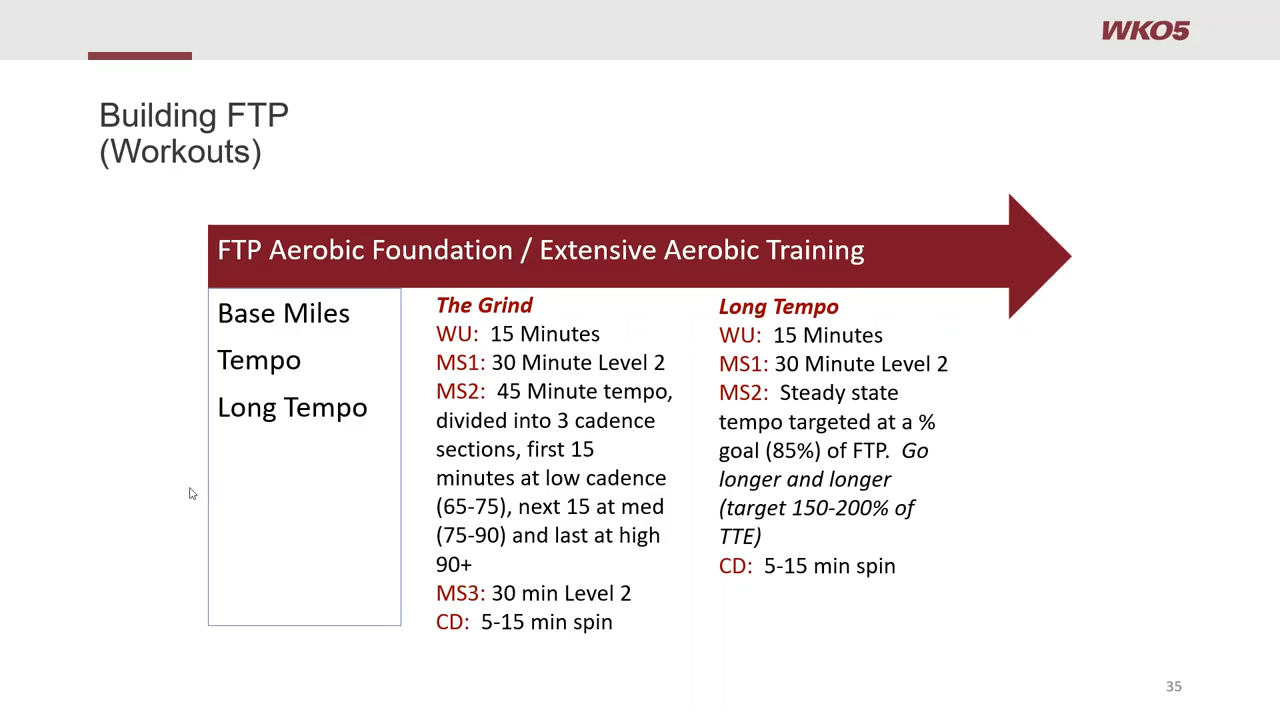 WKO5
Building FTP
(Workouts)
FTP Aerobic Foundation / Extensive Aerobic Training
Base Miles
Tempo
Long Tempo
The Grind
WU: 15 Minutes
MS1: 30 Minute Level 2
MS2: 45 Minute tempo,
divided into 3 cadence
sections, first 15
minutes at low cadence
(65-75), next 15 at med
(75-90) and last at high
90+
MS3: 30 min Level 2
CD: 5-15 min spin
Long Tempo
WU: 15 Minutes
MS1: 30 Minute Level 2
MS2: Steady state
tempo targeted at a %
goal (85%) of FTP. Go
longer and longer
(target 150-200% of
TTE)
CD: 5-15 min spin
35